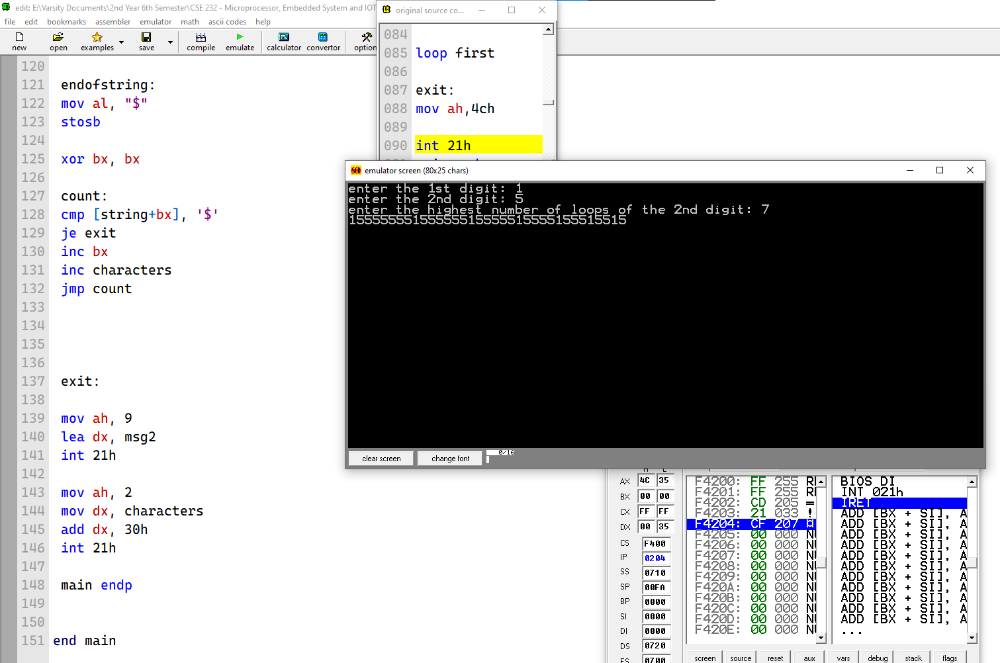 edit: E:\Varsity Documents\2nd Year 6th Semester\CSE 232 - Microprocessor, Embedded System and IOT
file edit bookmarks assembler emulator math ascii codes help
new open examples save compile emulate calculator convertor option
120
121 endofstring:
122 mov al, "$"
123 stosb
124
125 xor bx, bx
126
127 count:
128 cmp [string+bx], '$'
129 je exit
130 inc bx
131 inc characters
132 jmp count
133
134
135
136
137 exit:
138
139 mov ah, 9
140 lea dx, msg2
141 int 21h
142
143 mov ah, 2
144 mov dx, characters
145 add dx, 30h
146 int 21h
147
148 main endp
149
150
151 end main
original source co...
084
085 loop first
086
087 exit:
088 mov ah,4ch
089
090 int 21h
emulator screen (80x25 chars)
enter the 1st digit: 1
enter the 2nd digit: 5
enter the highest number of loops of the 2nd digit: 7
15555555155555515555515555155515515
clear screen change font 0/16
AX 4C 35
BX 00 00
CX FF FF
DX 00 35
CS F400
IP 0204
SS 0710
SP 00FA
BP 0000
SI 0000
DI 0000
DS 0720
ES 0700
F4200: FF 255
F4201: FF 255
F4202: CD 205 =
F4203: 21 033 !
F4204: CF 207 ¤
F4205: 00 000
F4206: 00 000
F4207: 00 000
F4208: 00 000
F4209: 00 000
F420A: 00 000
F420B: 00 000
F420C: 00 000
F420D: 00 000
F420E: 00 000
BIOS DI
INT 021h
IRET
ADD [BX + SI], A
ADD [BX + SI], A
ADD [BX + SI], A
ADD [BX + SI], A
ADD [BX + SI], A
ADD [BX + SI], A
ADD [BX + SI], A
ADD [BX + SI], A
ADD [BX + SI], A
ADD [BX + SI], A
ADD [BX + SI], A
...
screen source reset aux vars debug stack flags